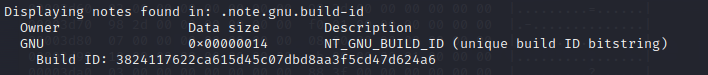 Displaying notes found in: .note.gnu.build-id
Owner Data size Description
GNU 0×00000014 NT_GNU_BUILD_ID (unique build ID bitstring)
Build ID: 3824117622ca615d45c07dbd8aa3f5cd47d624a6